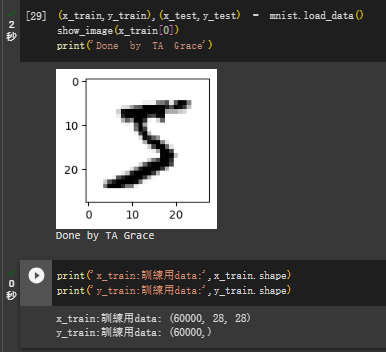 [29] (x_train,y_train),(x_test,y_test) = mnist.load_data()
2
秒
show_image(x_train[0])
print('Done by TA Grace')
0
10
20
0 10 20
Done by TA Grace
0
秒
print('x_train:訓練用data:',x_train.shape)
print('y_train:訓練用data:',y_train.shape)
x_train:訓練用data: (60000, 28, 28)
y_train:訓練用data: (60000,)